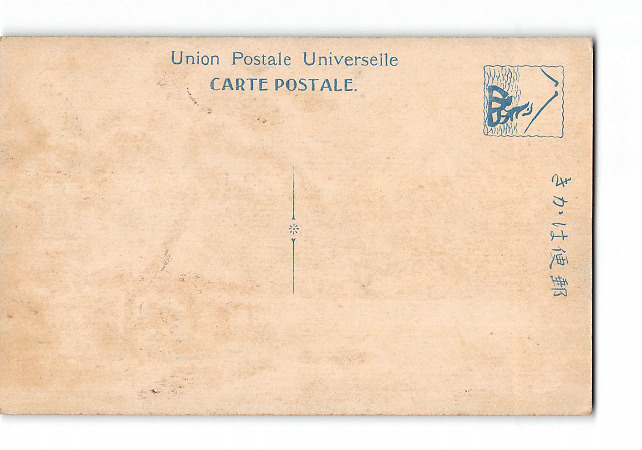 Union Postale Universelle
CARTE POSTALE.
きかは便郵